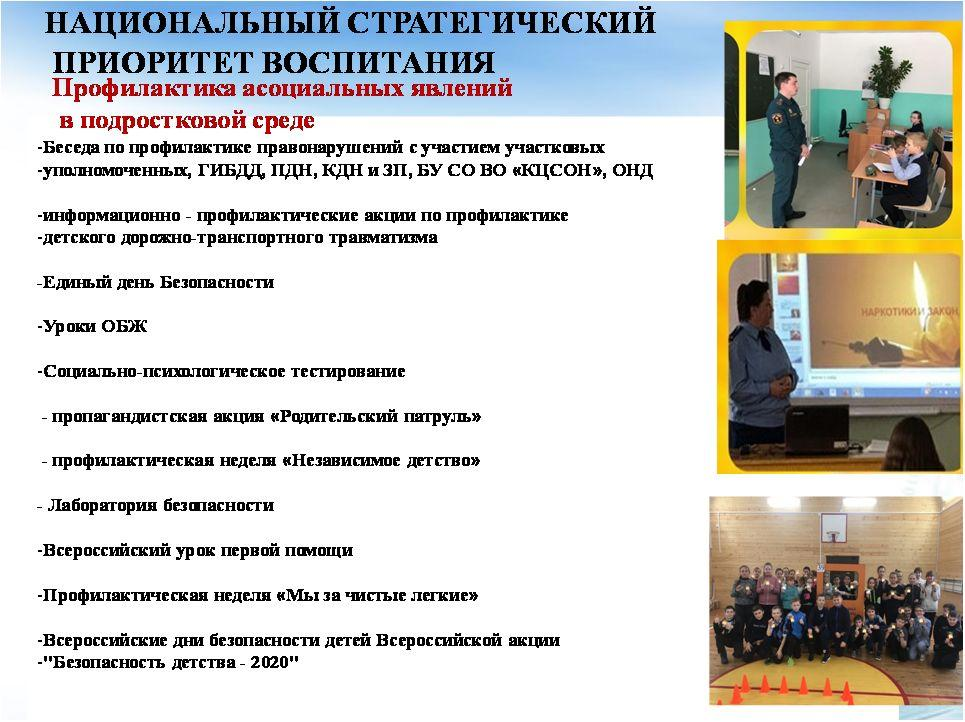 НАЦИОНАЛЬНЫЙ СТРАТЕГИЧЕСКИЙ
ПРИОРИТЕТ ВОСПИТАНИЯ
Профилактика асоциальных явлений
в подростковой среде
-Беседа по профилактике правонарушений с участием участковых
-уполномоченных, ГИБДД, ПДН, КДН и ЗП, БУ СО ВО «КЦСОН», ОНД
-информационно - профилактические акции по профилактике
-детского дорожно-транспортного травматизма
-Единый день Безопасности
-Уроки ОБЖ
-Социально-психологическое тестирование
- пропагандистская акция «Родительский патруль»
- профилактическая неделя «Независимое детство»
- Лаборатория безопасности
-Всероссийский урок первой помощи
-Профилактическая неделя «Мы за чистые легкие»
-Всероссийские дни безопасности детей Всероссийской акции
-"Безопасность детства - 2020"
НАРКОТИКИ И ЗАКОН